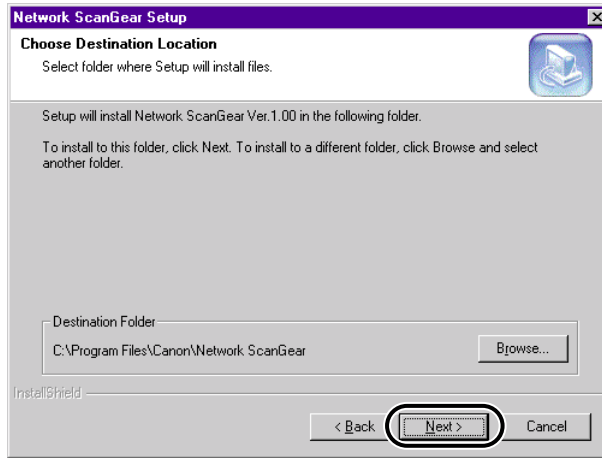 Network ScanGear Setup
Choose Destination Location
Select folder where Setup will install files.
Setup will install Network ScanGear Ver.1.00 in the following folder.
To install to this folder, click Next. To install to a different folder, click Browse and select
another folder.
Destination Folder
C:\Program Files\Canon\Network ScanGear
Browse...
InstallShield
< Back
Next >
Cancel